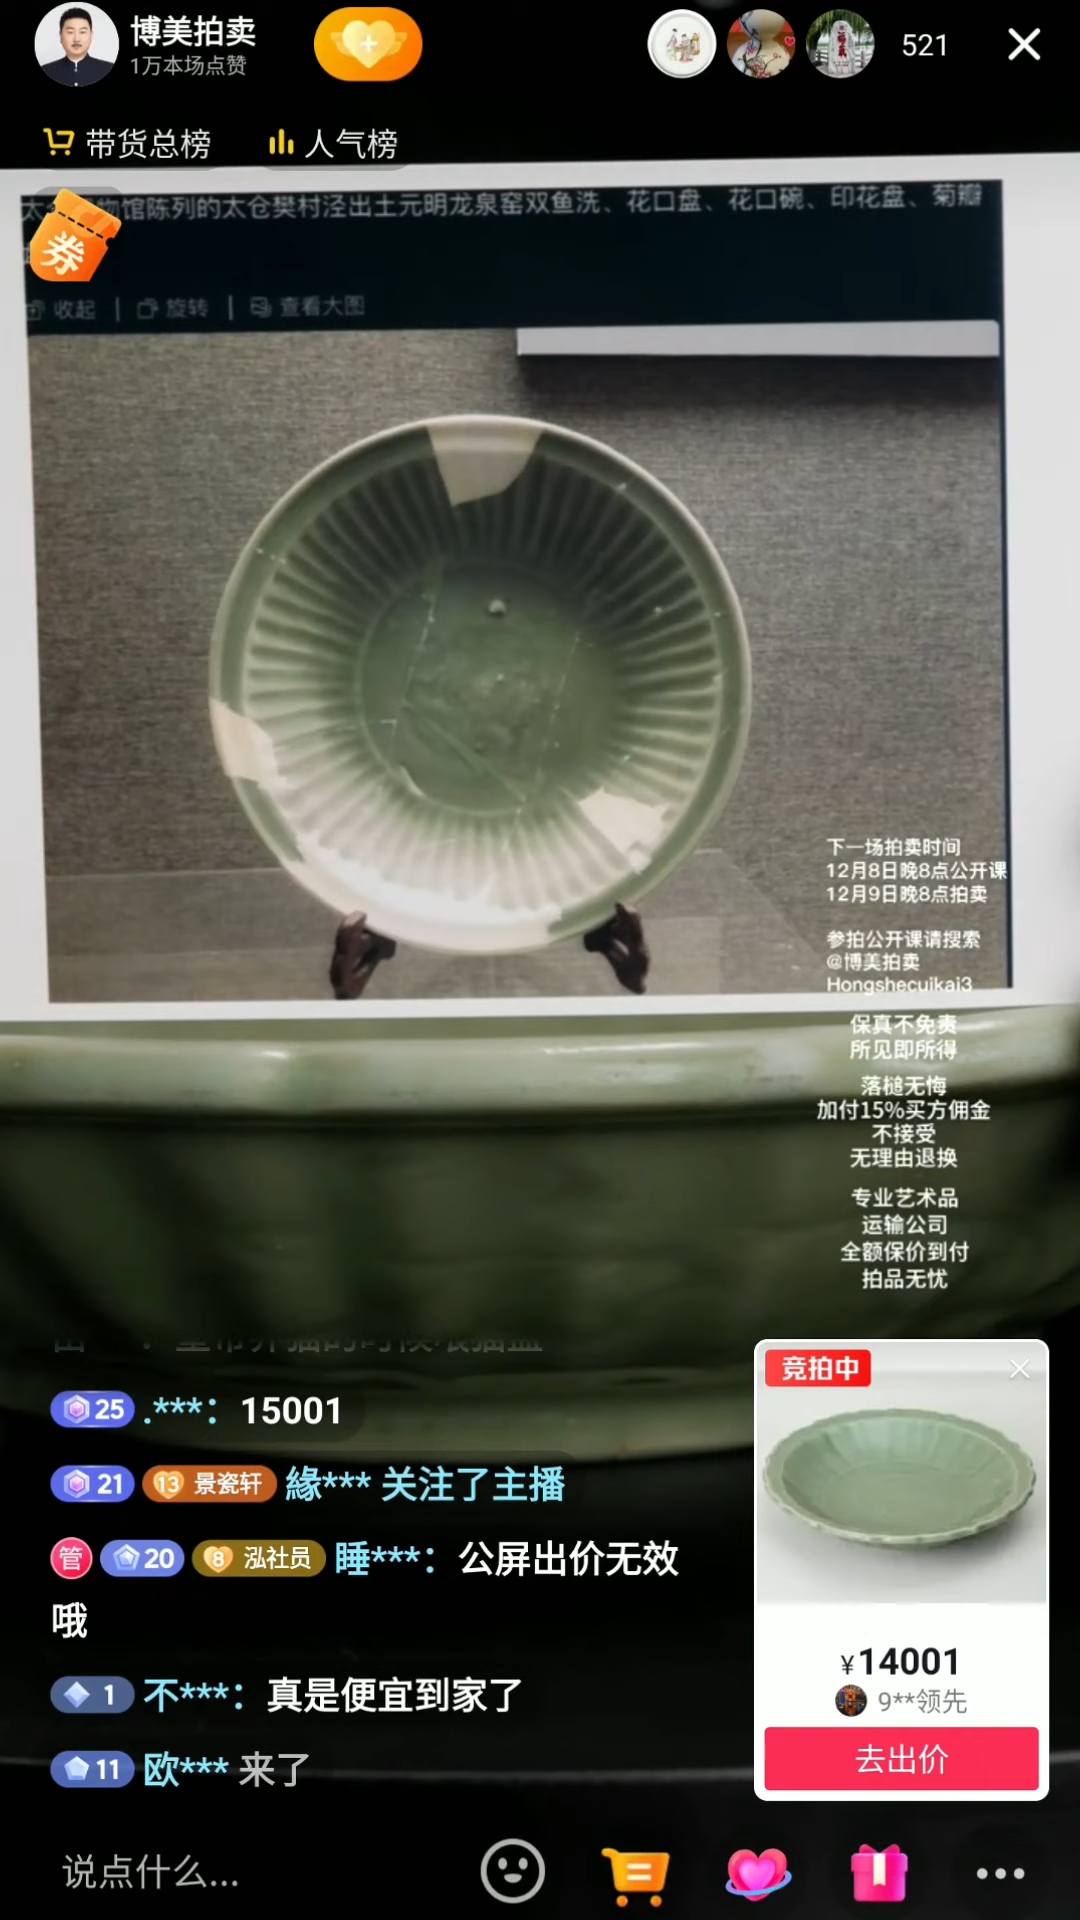 博美拍卖
1万本场点赞
521
带货总榜
人气榜
物馆陈列的太仓樊村泾出土元明龙泉窑双鱼洗、花口盘、花口碗、印花盘、菊瓣
券
收起 | 旋转 | 查看大图
下一场拍卖时间
12月8日晚8点公开课
12月9日晚8点拍卖
参拍公开课请搜索
@博美拍卖
Hongshecuikai3
保真不免责
所见即所得
落槌无悔
加付15%买方佣金
不接受
无理由退换
专业艺术品
运输公司
全额保价到付
拍品无忧
25 .***：15001
21 13 景瓷轩 緣*** 关注了主播
管 20 8 泓社员 睡***：公屏出价无效
哦
1 不***：真是便宜到家了
11 欧*** 来了
竞拍中
¥14001
9**领先
去出价
说点什么...